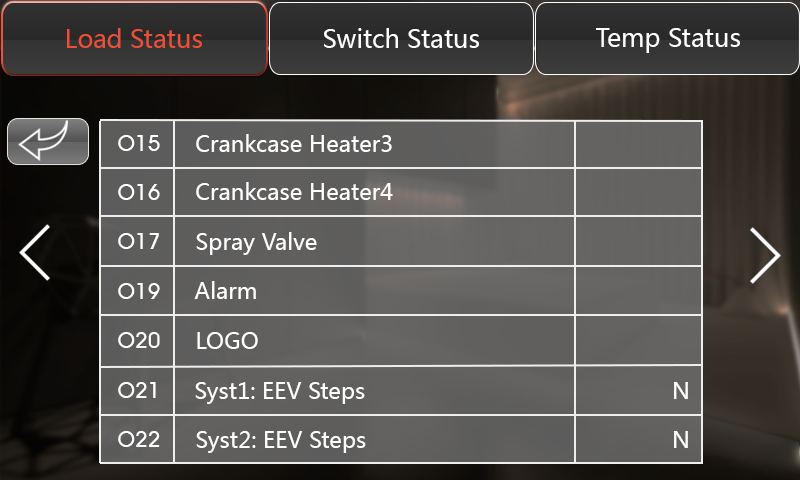 Load Status Switch Status Temp Status
O15 Crankcase Heater3
O16 Crankcase Heater4
O17 Spray Valve
O19 Alarm
O20 LOGO
O21 Syst1: EEV Steps N
O22 Syst2: EEV Steps N